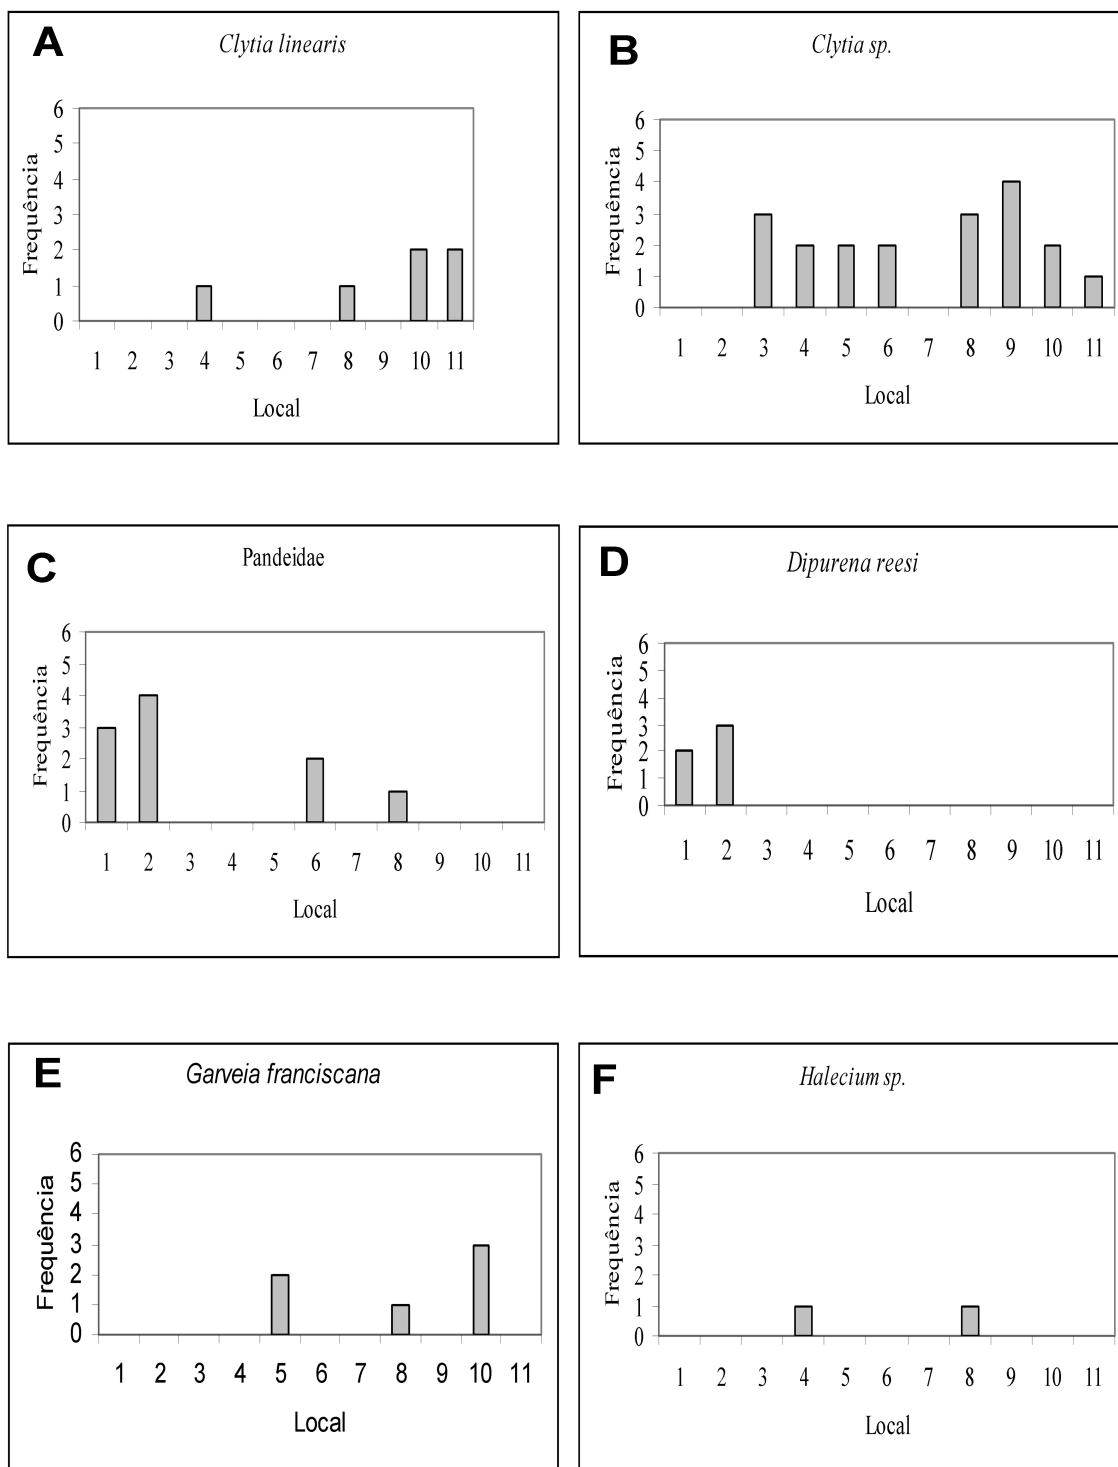 A
Clytia linearis
6
5
4
3
2
1
0
Frequência
1 2 3 4 5 6 7 8 9 10 11
Local
B
Clytia sp.
6
5
4
3
2
1
0
Frequêmcia
1 2 3 4 5 6 7 8 9 10 11
Local
C
Pandeidae
6
5
4
3
2
1
0
Frequência
1 2 3 4 5 6 7 8 9 10 11
Local
D
Dipurena reesi
6
5
4
3
2
1
0
Frequência
1 2 3 4 5 6 7 8 9 10 11
Local
E
Garveia franciscana
6
5
4
3
2
1
0
Frequência
1 2 3 4 5 6 7 8 9 10 11
Local
F
Halecium sp.
6
5
4
3
2
1
0
Frequência
1 2 3 4 5 6 7 8 9 10 11
Local